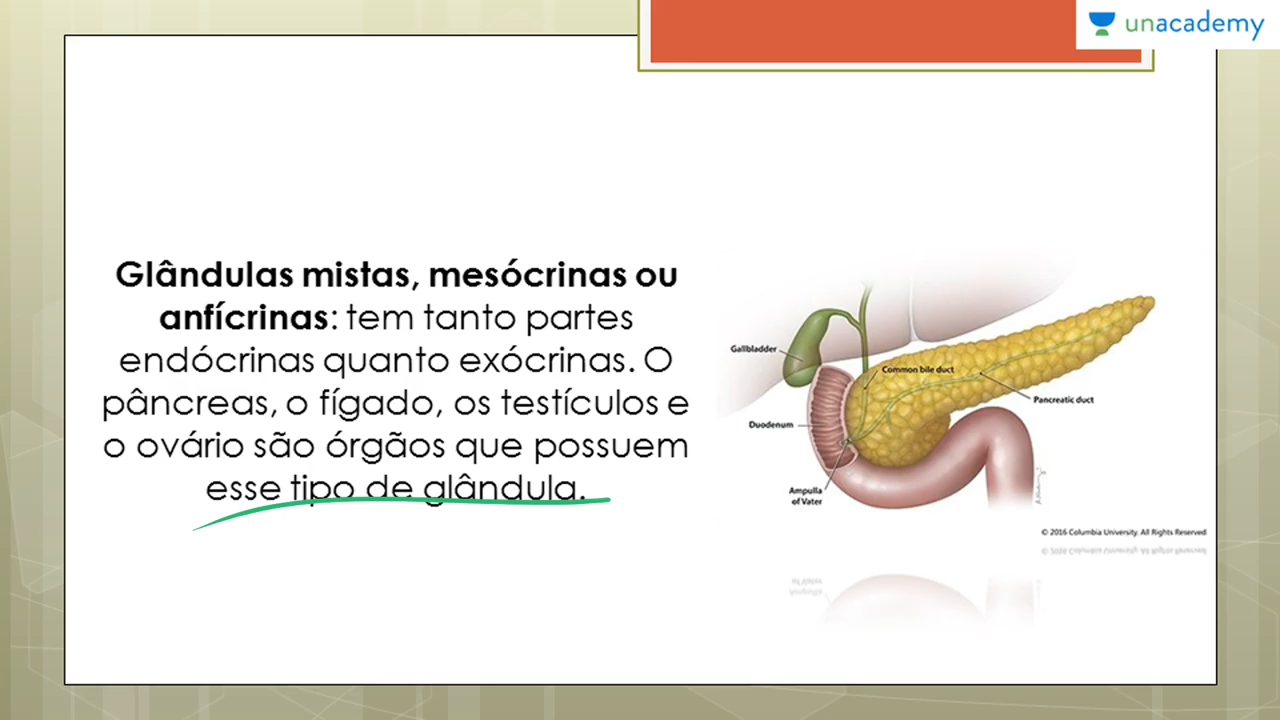 unacademy
Glândulas mistas, mesócrinas ou
anfícrinas: tem tanto partes
endócrinas quanto exócrinas. O
pâncreas, o fígado, os testículos e
o ovário são órgãos que possuem
esse tipo de glândula.
Gallbladder
Common bile duct
Pancreatic duct
Duodenum
Ampulla
of Vater
© 2016 Columbia University. All Rights Reserved